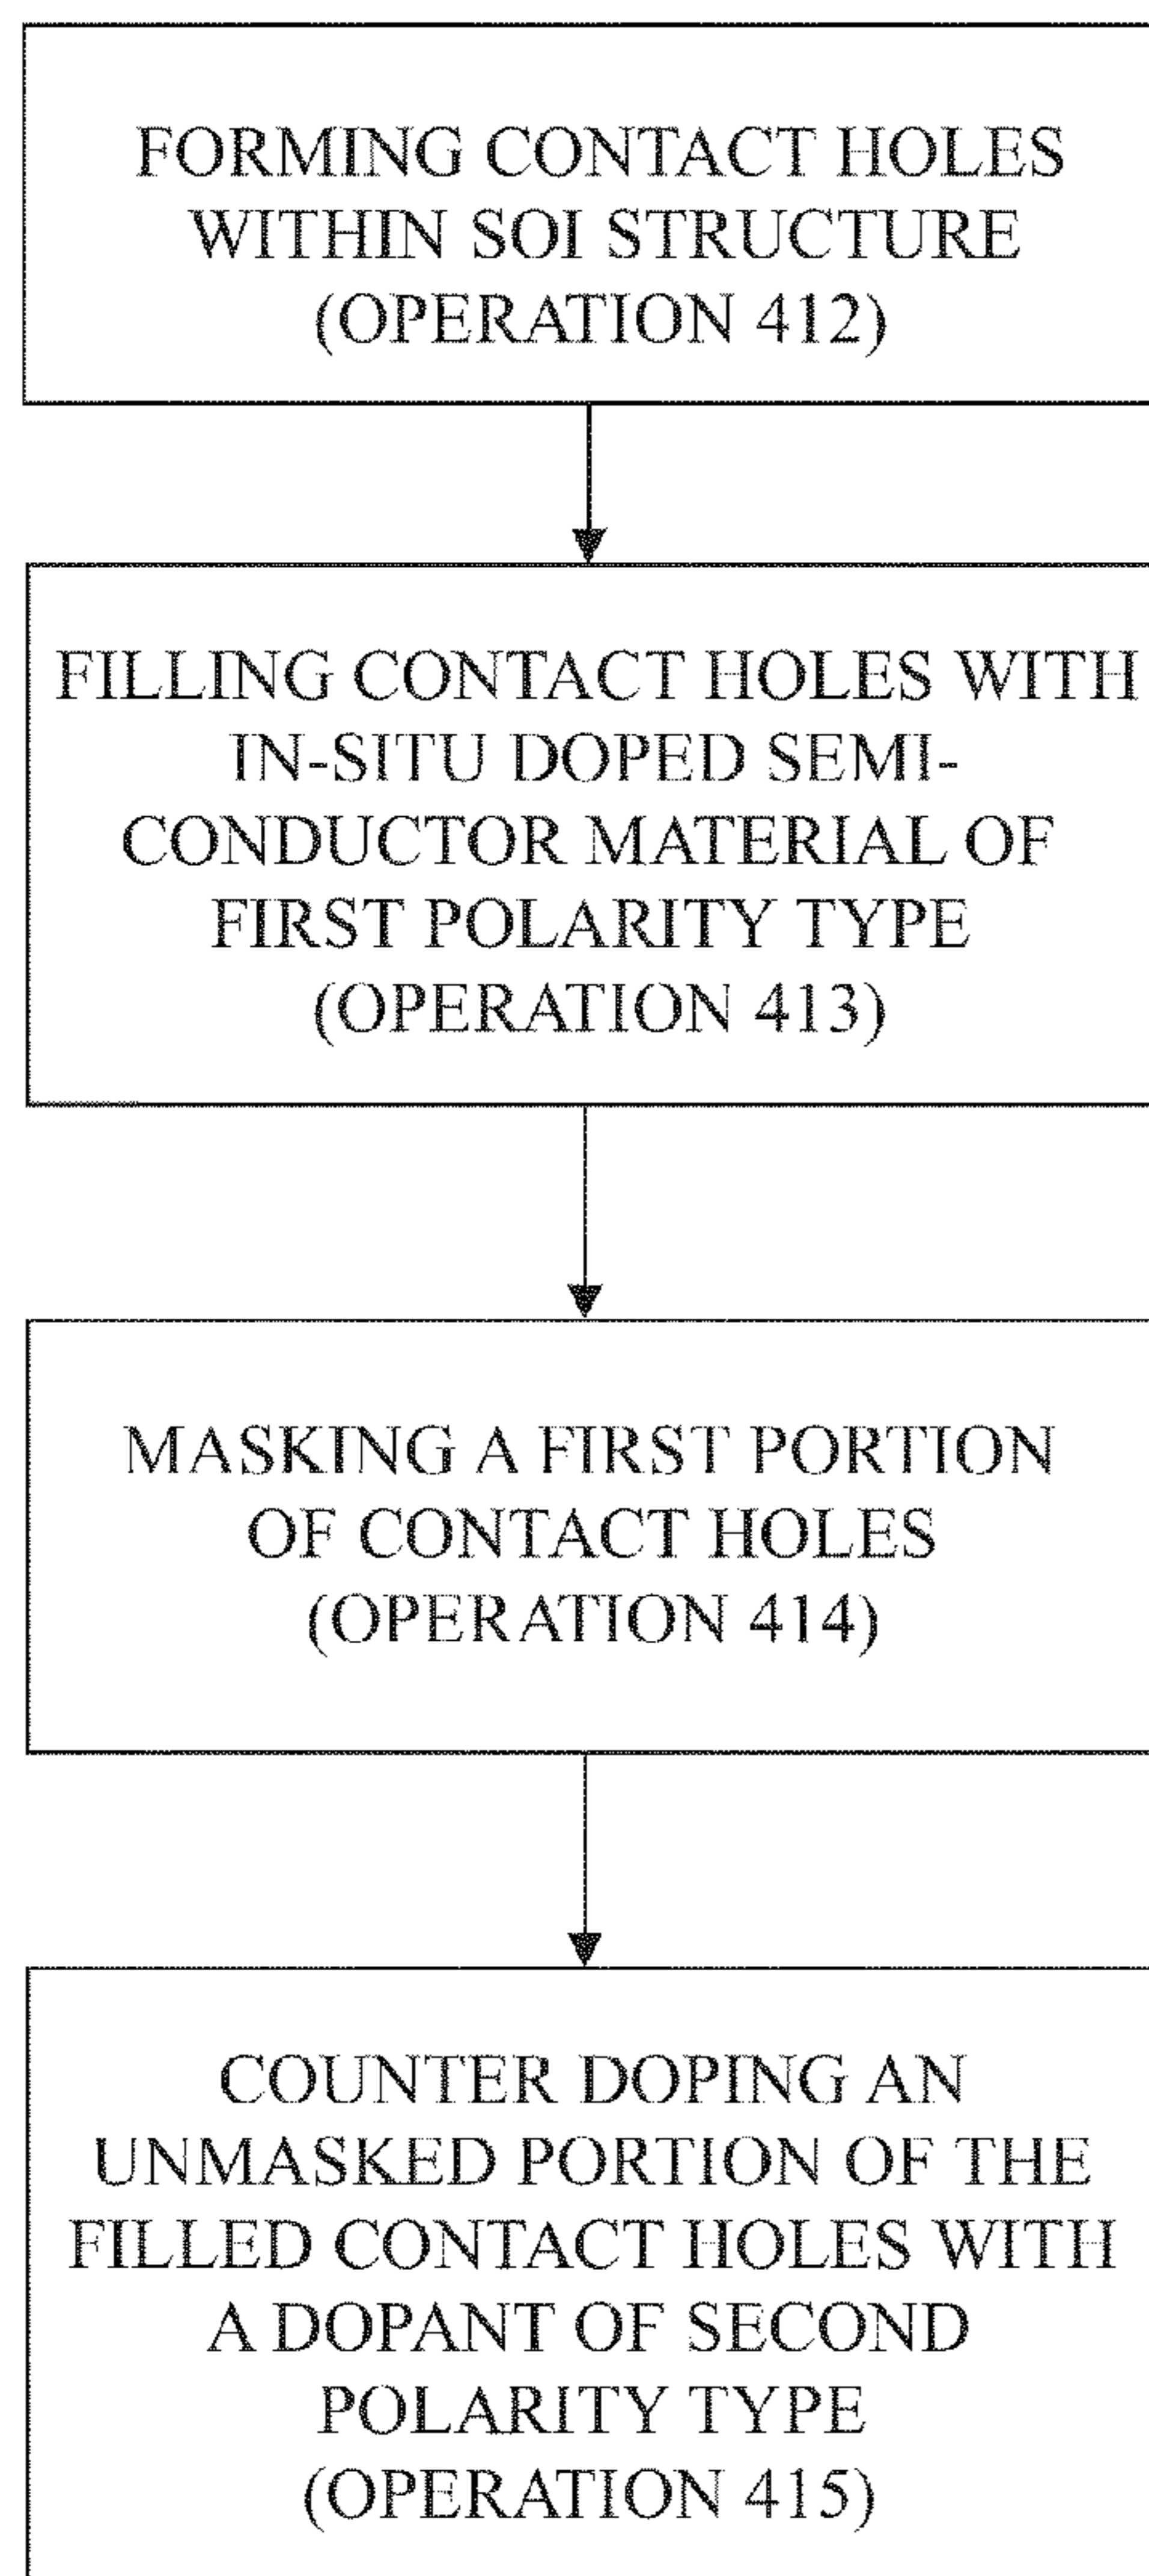 FORMING CONTACT HOLES
WITHIN SOI STRUCTURE
(OPERATION 412)
FILLING CONTACT HOLES WITH
IN-SITU DOPED SEMI-
CONDUCTOR MATERIAL OF
FIRST POLARITY TYPE
(OPERATION 413)
MASKING A FIRST PORTION
OF CONTACT HOLES
(OPERATION 414)
COUNTER DOPING AN
UNMASKED PORTION OF THE
FILLED CONTACT HOLES WITH
A DOPANT OF SECOND
POLARITY TYPE
(OPERATION 415)